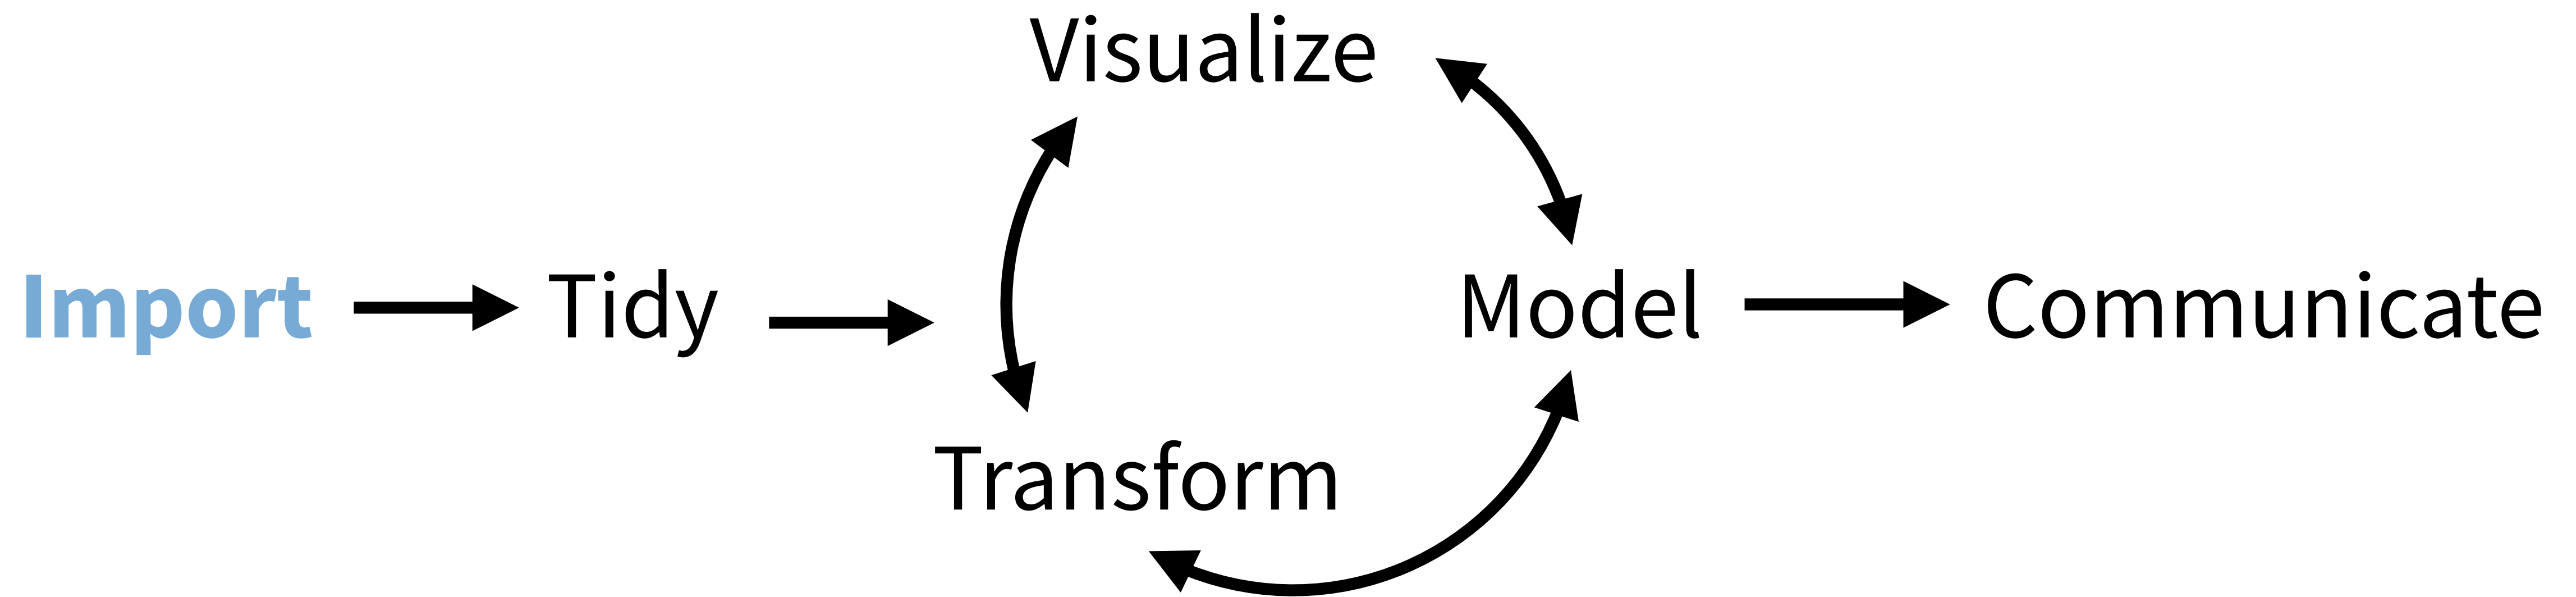 Visualize
Import
Tidy
Model
Communicate
Transform